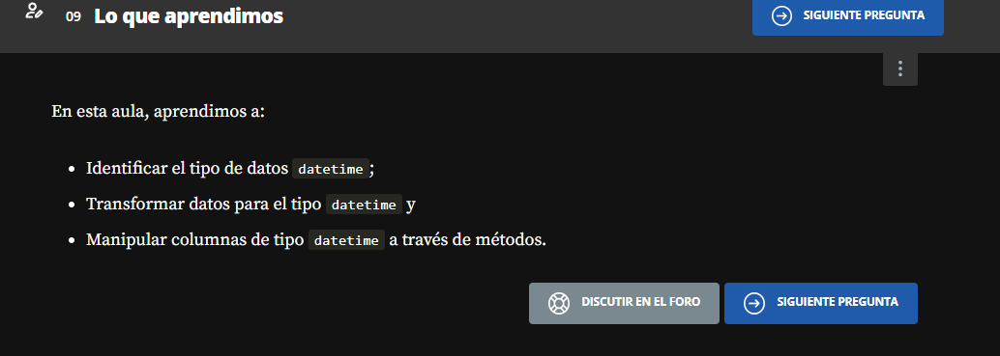 09 Lo que aprendimos
SIGUIENTE PREGUNTA
En esta aula, aprendimos a:
Identificar el tipo de datos datetime;
Transformar datos para el tipo datetime y
Manipular columnas de tipo datetime a través de métodos.
DISCUTIR EN EL FORO
SIGUIENTE PREGUNTA